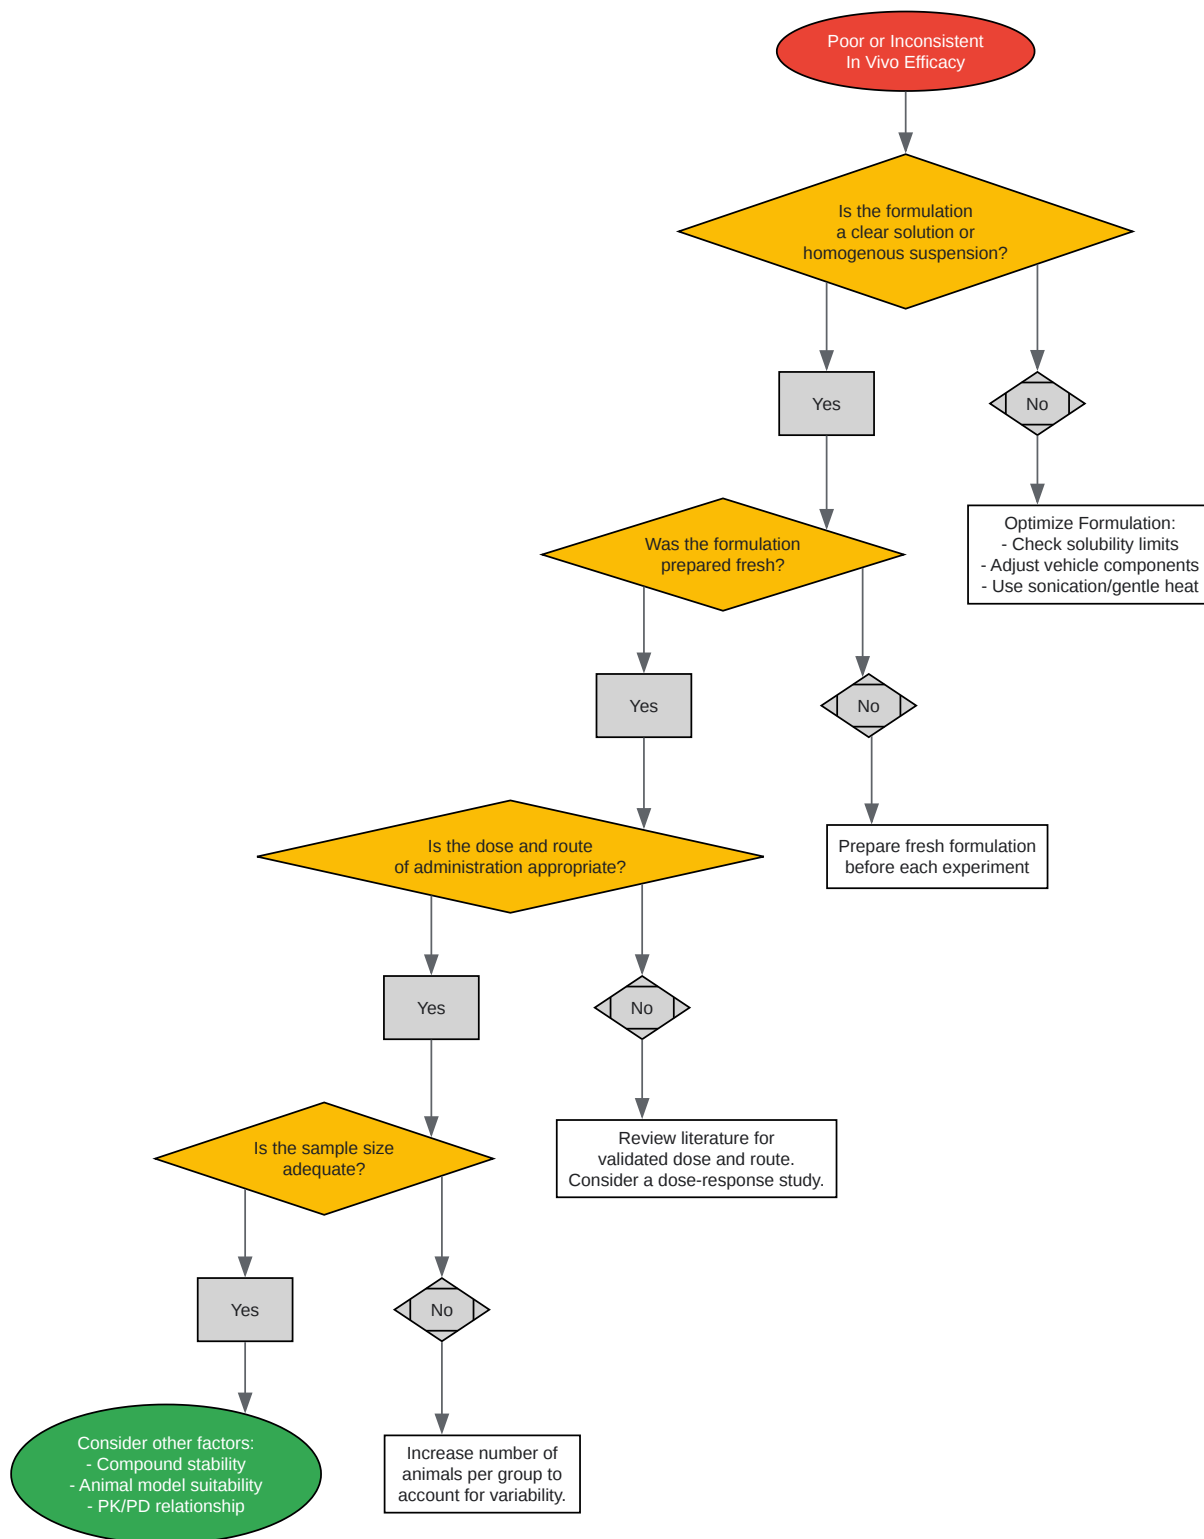 Poor or Inconsistent
In Vivo Efficacy
Is the formulation
a clear solution or
homogenous suspension?
Yes
No
Optimize Formulation:
- Check solubility limits
- Adjust vehicle components
- Use sonication/gentle heat
Was the formulation
prepared fresh?
Yes
No
Prepare fresh formulation
before each experiment
Is the dose and route
of administration appropriate?
Yes
No
Review literature for
validated dose and route.
Consider a dose-response study.
Is the sample size
adequate?
Yes
No
Increase number of
animals per group to
account for variability.
Consider other factors:
- Compound stability
- Animal model suitability
- PK/PD relationship